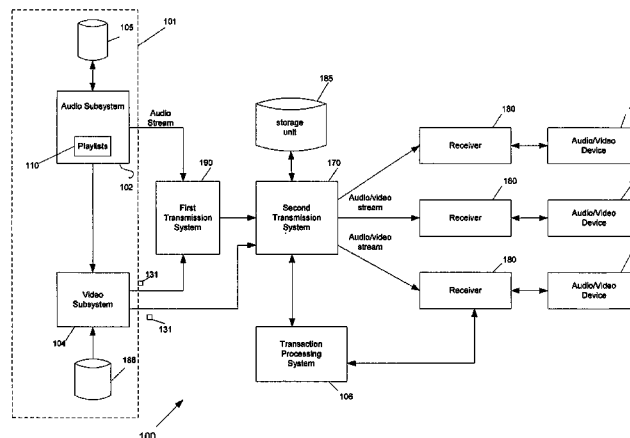 105
101
Audio Subsystem
Playlists
110
102
Audio
Stream
185
storage
unit
190
First
Transmission
System
170
Second
Transmission
System
180
Receiver
Audio/Video
Device
Audio/video
stream
160
Receiver
Audio/Video
Device
Audio/video
stream
180
Receiver
Audio/Video
Device
Video
Subsystem
104
131
131
Transaction
Processing
System
106
100